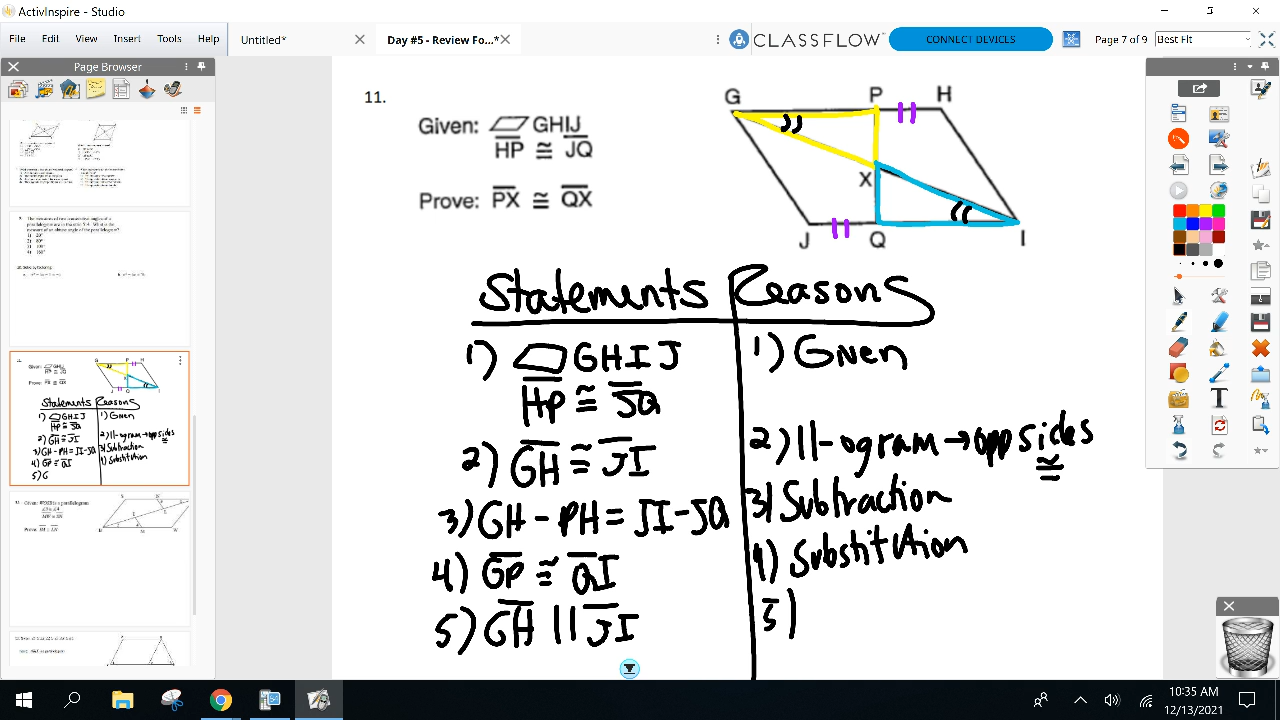 ActivInspire - Studio
File Edit View Insert Tools Help
Untitled*
Day #5 - Review Fo...*
CLASSFLOW
CONNECT DEVICES
Page 7 of 9
Best Fit
Page Browser
11.
Given: ▱ GHIJ
HP ≅ JQ
Prove: PX ≅ QX
G P H
X
J Q I
Statements Reasons
1) ▱ GHIJ 1) Given
HP ≅ JQ
2) GH ≅ JI 2) ||-ogram → opp sides ≅
3) GH - PH = JI - JQ 3) Subtraction
4) GP ≅ QI 4) Substitution
5) GH || JI 5)
10:35 AM
12/13/2021